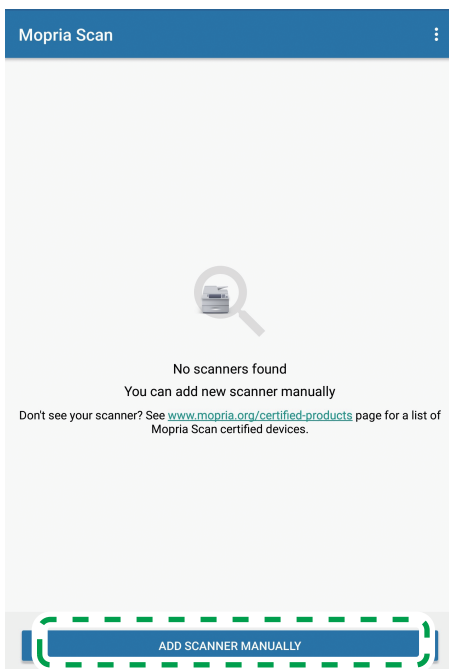 Mopria Scan
No scanners found
You can add new scanner manually
Don't see your scanner? See www.mopria.org/certified-products page for a list of
Mopria Scan certified devices.
ADD SCANNER MANUALLY